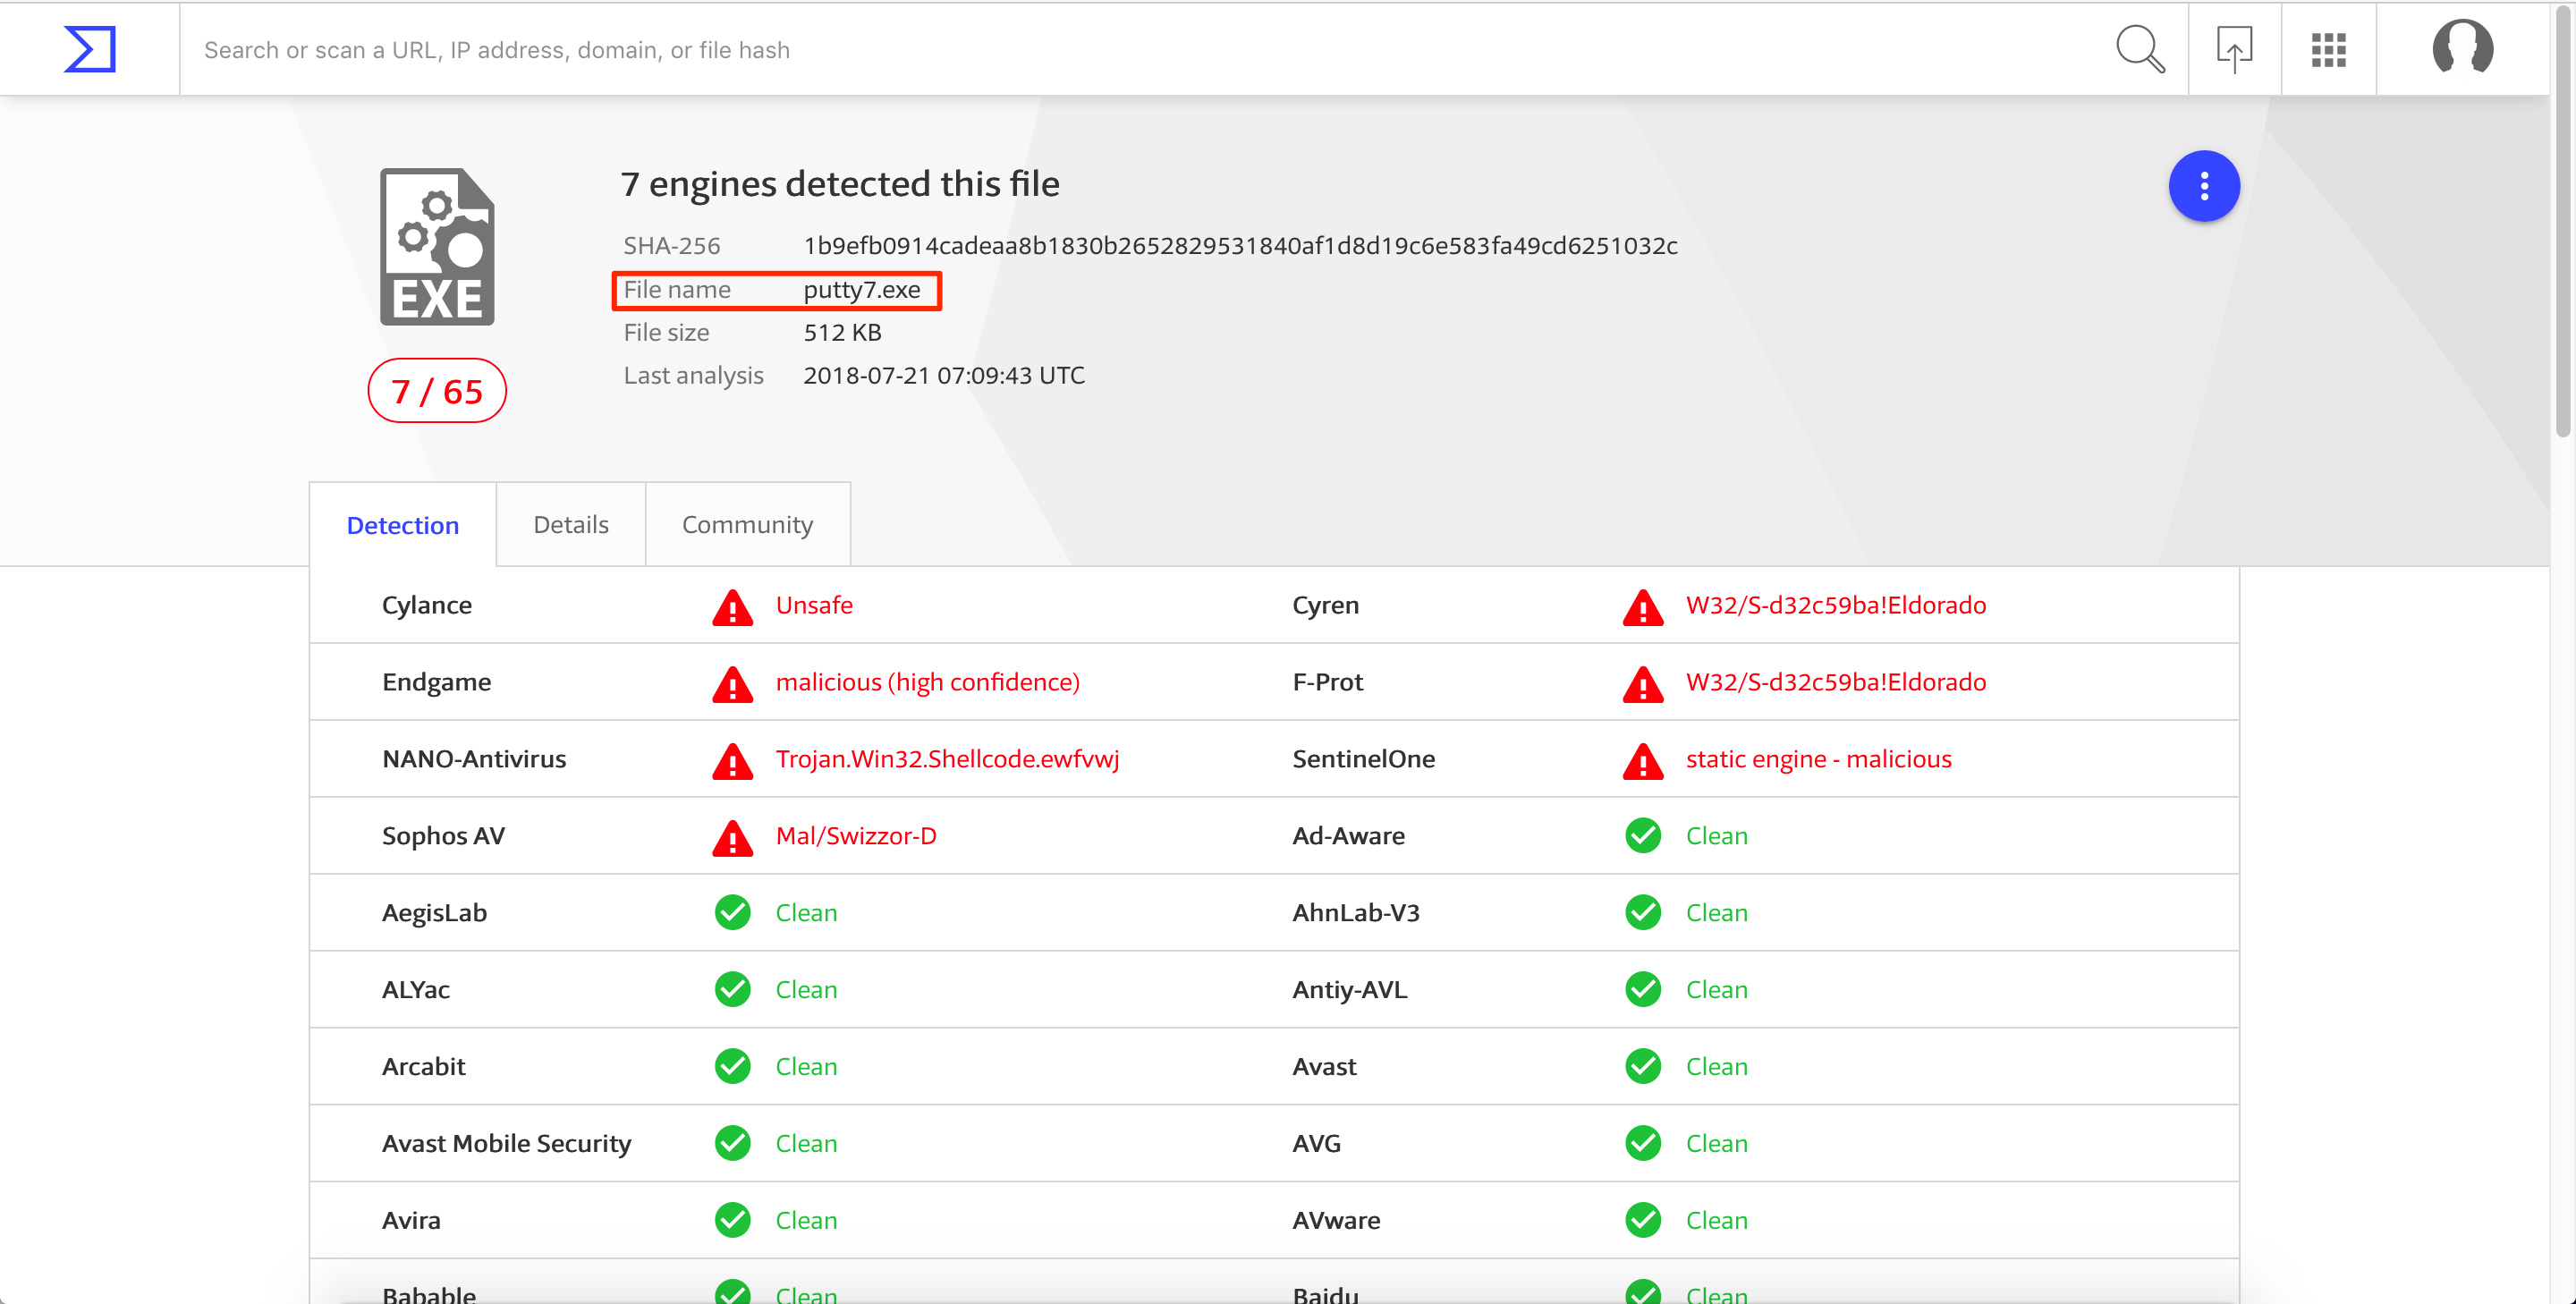 Search or scan a URL, IP address, domain, or file hash
EXE
7 / 65
7 engines detected this file
SHA-256 1b9efb0914cadeaa8b1830b2652829531840af1d8d19c6e583fa49cd6251032c
File name putty7.exe
File size 512 KB
Last analysis 2018-07-21 07:09:43 UTC
Detection Details Community
Cylance Unsafe Cyren W32/S-d32c59ba!Eldorado
Endgame malicious (high confidence) F-Prot W32/S-d32c59ba!Eldorado
NANO-Antivirus Trojan.Win32.Shellcode.ewfvwj SentinelOne static engine - malicious
Sophos AV Mal/Swizzor-D Ad-Aware Clean
AegisLab Clean AhnLab-V3 Clean
ALYac Clean Antiy-AVL Clean
Arcabit Clean Avast Clean
Avast Mobile Security Clean AVG Clean
Avira Clean AVware Clean
Babable Clean Baidu Clean